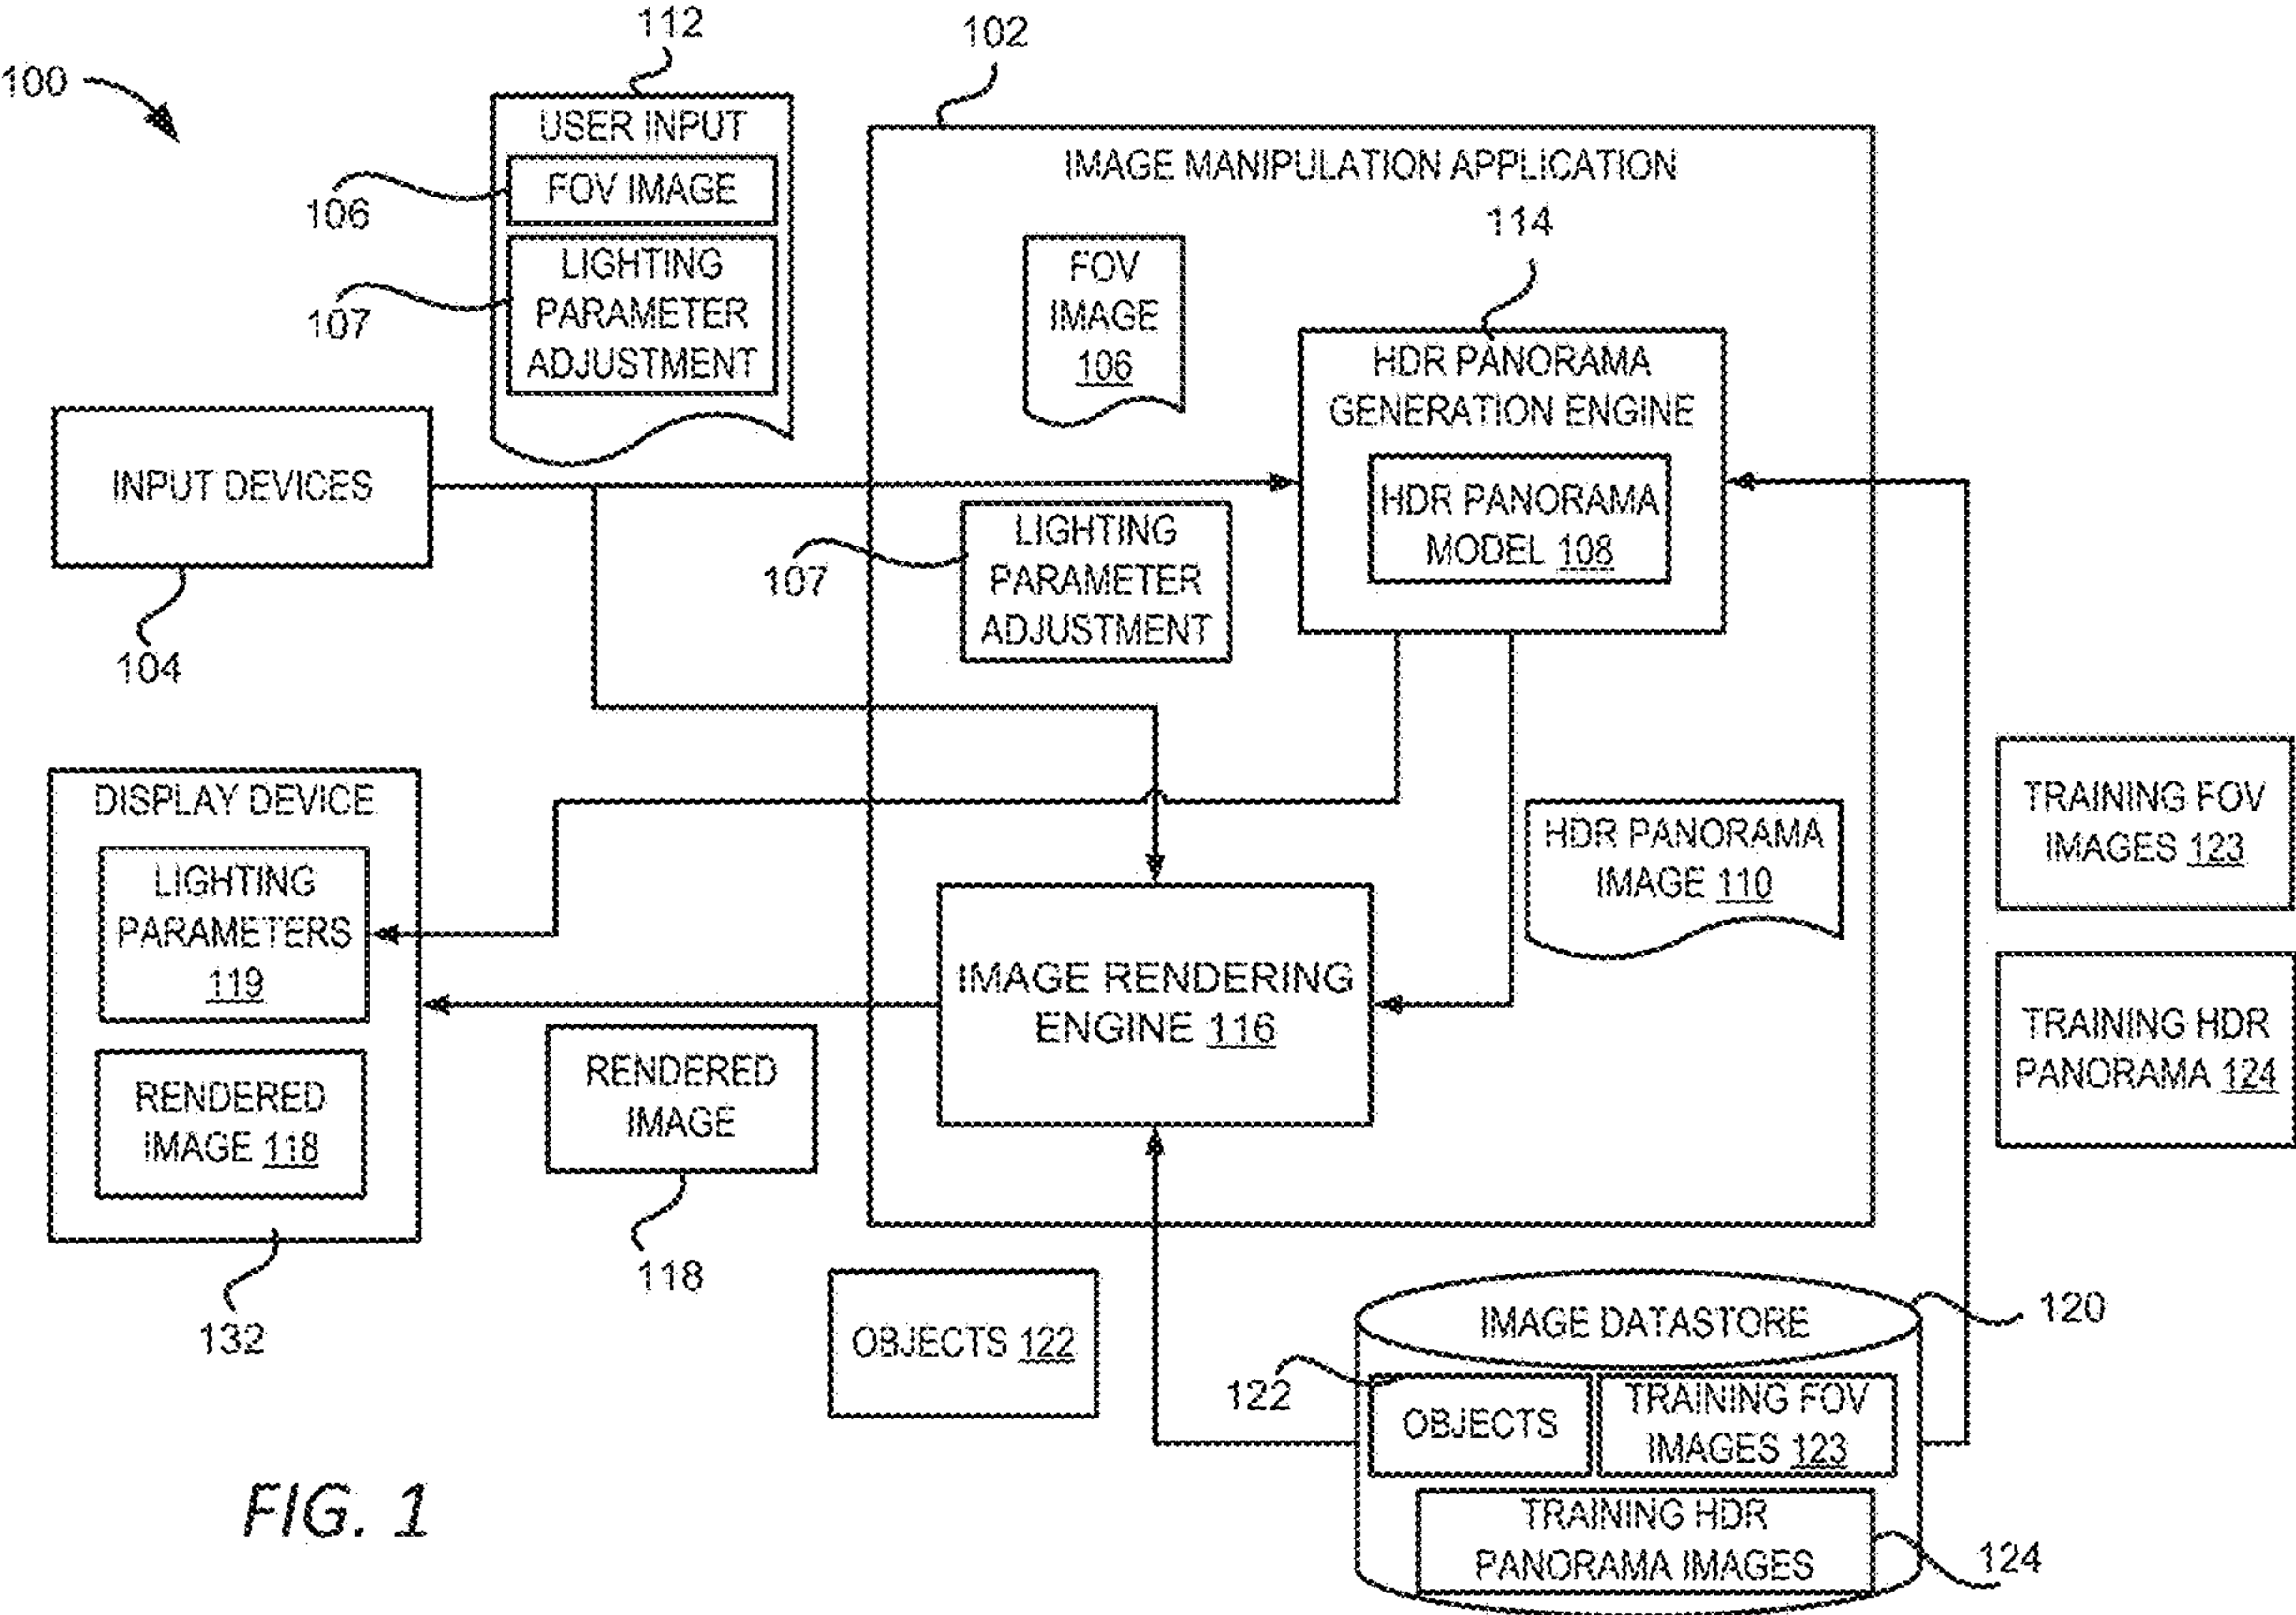 100
112
102
USER INPUT
FOV IMAGE
106
LIGHTING
PARAMETER
ADJUSTMENT
107
IMAGE MANIPULATION APPLICATION
114
FOV
IMAGE
106
HDR PANORAMA
GENERATION ENGINE
HDR PANORAMA
MODEL 108
INPUT DEVICES
104
LIGHTING
PARAMETER
ADJUSTMENT
107
DISPLAY DEVICE
LIGHTING
PARAMETERS
119
RENDERED
IMAGE 118
132
RENDERED
IMAGE
118
IMAGE RENDERING
ENGINE 116
HDR PANORAMA
IMAGE 110
TRAINING FOV
IMAGES 123
TRAINING HDR
PANORAMA 124
OBJECTS 122
IMAGE DATASTORE
120
122
OBJECTS
TRAINING FOV
IMAGES 123
TRAINING HDR
PANORAMA IMAGES
124
FIG. 1